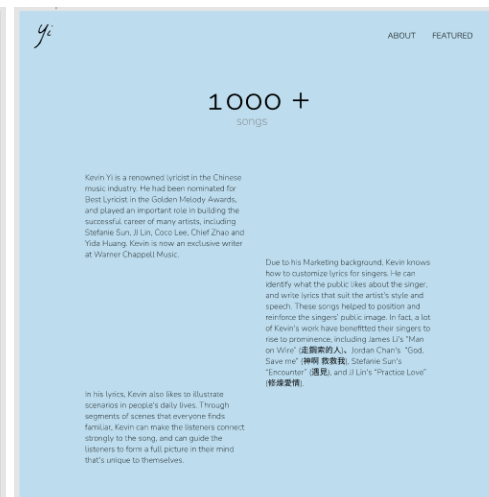 yi
ABOUT FEATURED
1000 +
songs
Kevin Yi is a renowned lyricist in the Chinese
music industry. He had been nominated for
Best Lyricist in the Golden Melody Awards,
and played an important role in building the
successful career of many artists, including
Stefanie Sun, JJ Lin, Coco Lee, Chief Zhao and
Yida Huang. Kevin is now an exclusive writer
at Warner Chappell Music.
Due to his Marketing background, Kevin knows
how to customize lyrics for singers. He can
identify what the public likes about the singer,
and write lyrics that suit the artist's style and
speech. These songs helped to position and
reinforce the singers' public image. In fact, a lot
of Kevin's work have benefitted their singers to
rise to prominence, including James Li's "Man
on Wire" (走鋼索的人)、Jordan Chan's "God,
Save me" (神啊 救救我), Stefanie Sun's
"Encounter" (遇見), and JJ Lin's "Practice Love"
(修煉愛情).
In his lyrics, Kevin also likes to illustrate
scenarios in people's daily lives. Through
segments of scenes that everyone finds
familiar, Kevin can make the listeners connect
strongly to the song, and can guide the
listeners to form a full picture in their mind
that's unique to themselves.